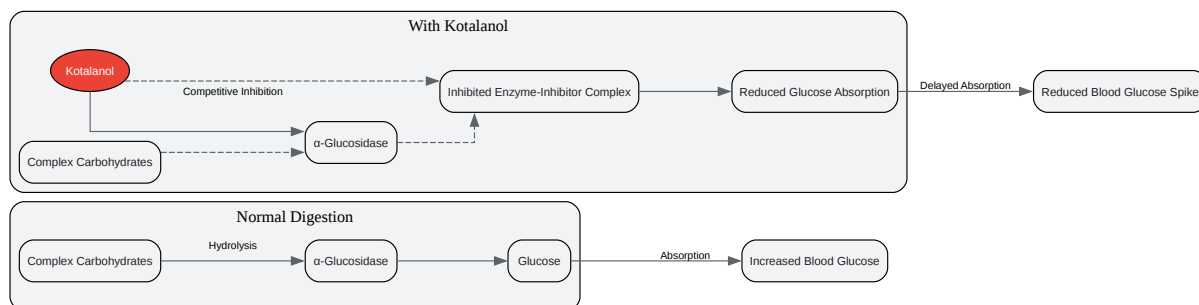 With Kotalanol
Kotalanol
Competitive Inhibition
Inhibited Enzyme-Inhibitor Complex
Reduced Glucose Absorption
Delayed Absorption
Reduced Blood Glucose Spike
α-Glucosidase
Complex Carbohydrates
Normal Digestion
Complex Carbohydrates
Hydrolysis
α-Glucosidase
Glucose
Absorption
Increased Blood Glucose